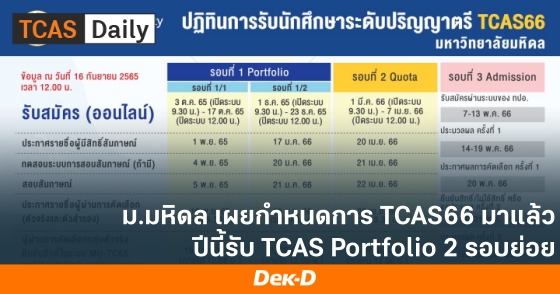 TCAS Daily
ปฏิทินการรับนักศึกษาระดับปริญญาตรี TCAS66
มหาวิทยาลัยมหิดล
ข้อมูล ณ วันที่ 16 กันยายน 2565
เวลา 12.00 น.
รอบที่ 1 Portfolio
รอบที่ 1/1 รอบที่ 1/2
รอบที่ 2 Quota
รอบที่ 3 Admission
รับสมัคร (ออนไลน์)
3 ต.ค. 65 (เปิดระบบ 9.30 น.) - 17 ต.ค. 65 (ปิดระบบ 12.00 น.)
1 ธ.ค. 65 (เปิดระบบ 9.30 น.) - 23 ธ.ค. 65 (ปิดระบบ 12.00 น.)
1 มี.ค. 66 (เปิดระบบ 9.30 น.) - 7 เม.ย. 66 (ปิดระบบ 12.00 น.)
รับสมัครผ่านระบบของ ทปอ.
7-13 พ.ค. 66
ประมวลผล ครั้งที่ 1
ประกาศรายชื่อผู้มีสิทธิ์สัมภาษณ์ 1 พ.ย. 65 17 ม.ค. 66 20 เม.ย. 66
14-19 พ.ค. 66
ทดสอบระบบการสอบสัมภาษณ์ (ถ้ามี) 4 พ.ย. 65 20 ม.ค. 66 21 เม.ย. 66
ประกาศผลการคัดเลือก ครั้งที่ 1
สอบสัมภาษณ์ 5 พ.ย. 65 21 ม.ค. 66 22 เม.ย. 66
20 พ.ค. 66
ประกาศรายชื่อผู้ผ่านการคัดเลือก
ม.มหิดล เผยกำหนดการ TCAS66 มาแล้ว
ปีนี้รับ TCAS Portfolio 2 รอบย่อย
DEK-D